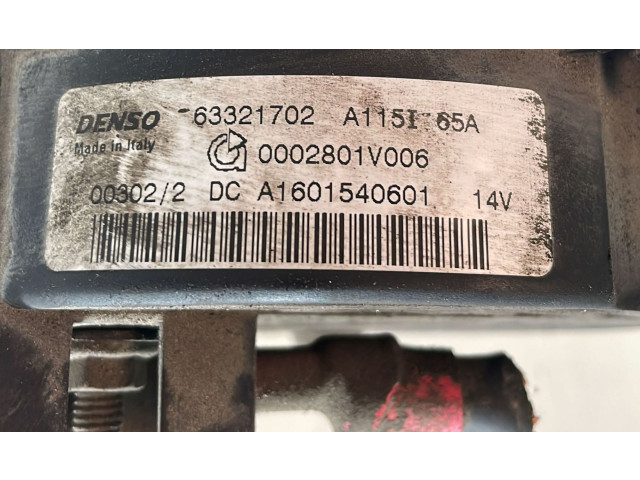 DENSO 63321702 A115I 65A
Made in Italy 0002801V006
00302/2 DC A1601540601 14V